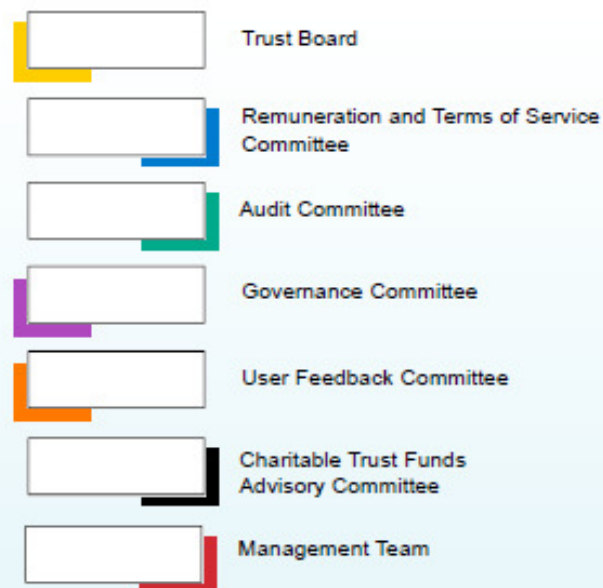 Trust Board
Remuneration and Terms of Service
Committee
Audit Committee
Governance Committee
User Feedback Committee
Charitable Trust Funds
Advisory Committee
Management Team